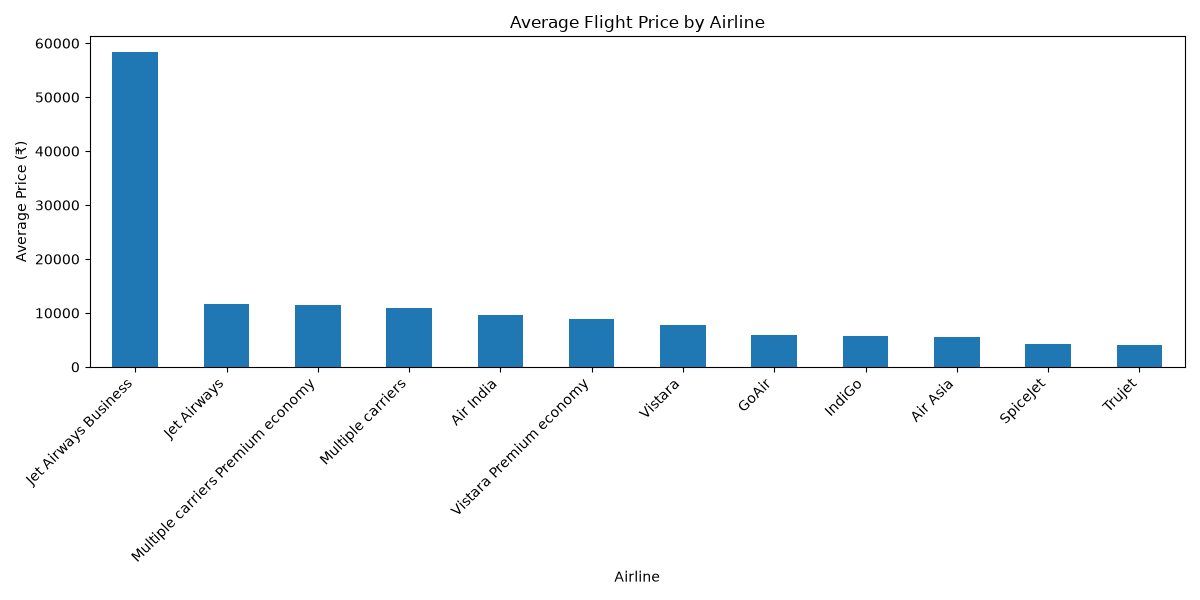 Average Flight Price by Airline
Average Price (₹)
60000
50000
40000
30000
20000
10000
0
Jet Airways Business
Jet Airways
Multiple carriers Premium economy
Multiple carriers
Air India
Vistara Premium economy
Vistara
GoAir
IndiGo
Air Asia
SpiceJet
Trujet
Airline